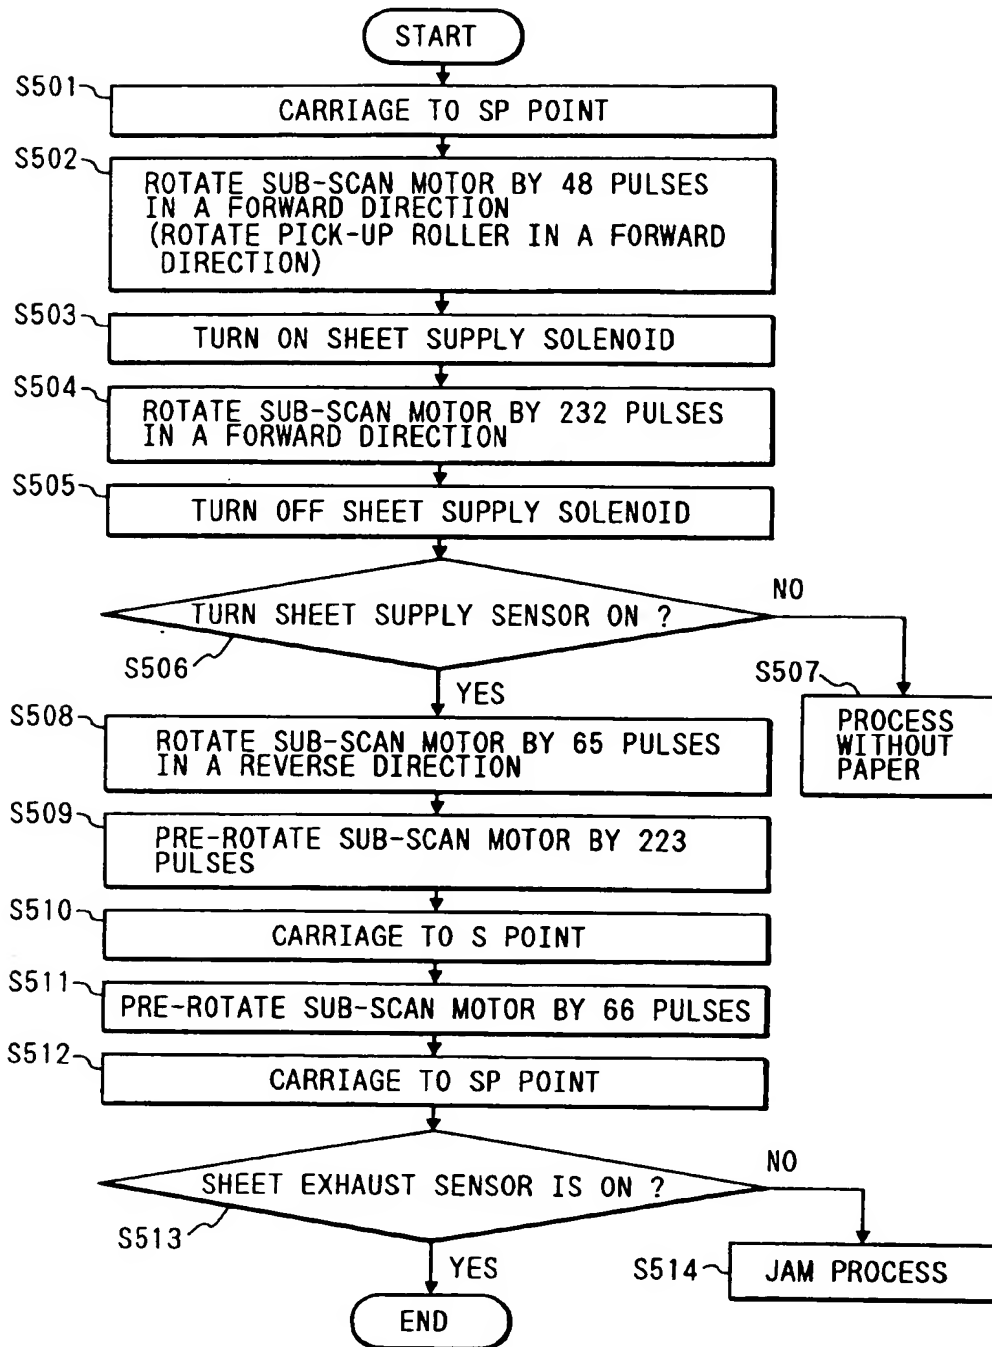 START
S501
CARRIAGE TO SP POINT
S502
ROTATE SUB-SCAN MOTOR BY 48 PULSES
IN A FORWARD DIRECTION
(ROTATE PICK-UP ROLLER IN A FORWARD
DIRECTION)
S503
TURN ON SHEET SUPPLY SOLENOID
S504
ROTATE SUB-SCAN MOTOR BY 232 PULSES
IN A FORWARD DIRECTION
S505
TURN OFF SHEET SUPPLY SOLENOID
TURN SHEET SUPPLY SENSOR ON ?
NO
S506
YES
S507
PROCESS
WITHOUT
PAPER
S508
ROTATE SUB-SCAN MOTOR BY 65 PULSES
IN A REVERSE DIRECTION
S509
PRE-ROTATE SUB-SCAN MOTOR BY 223
PULSES
S510
CARRIAGE TO S POINT
S511
PRE-ROTATE SUB-SCAN MOTOR BY 66 PULSES
S512
CARRIAGE TO SP POINT
SHEET EXHAUST SENSOR IS ON ?
NO
S513
YES
S514
JAM PROCESS
END